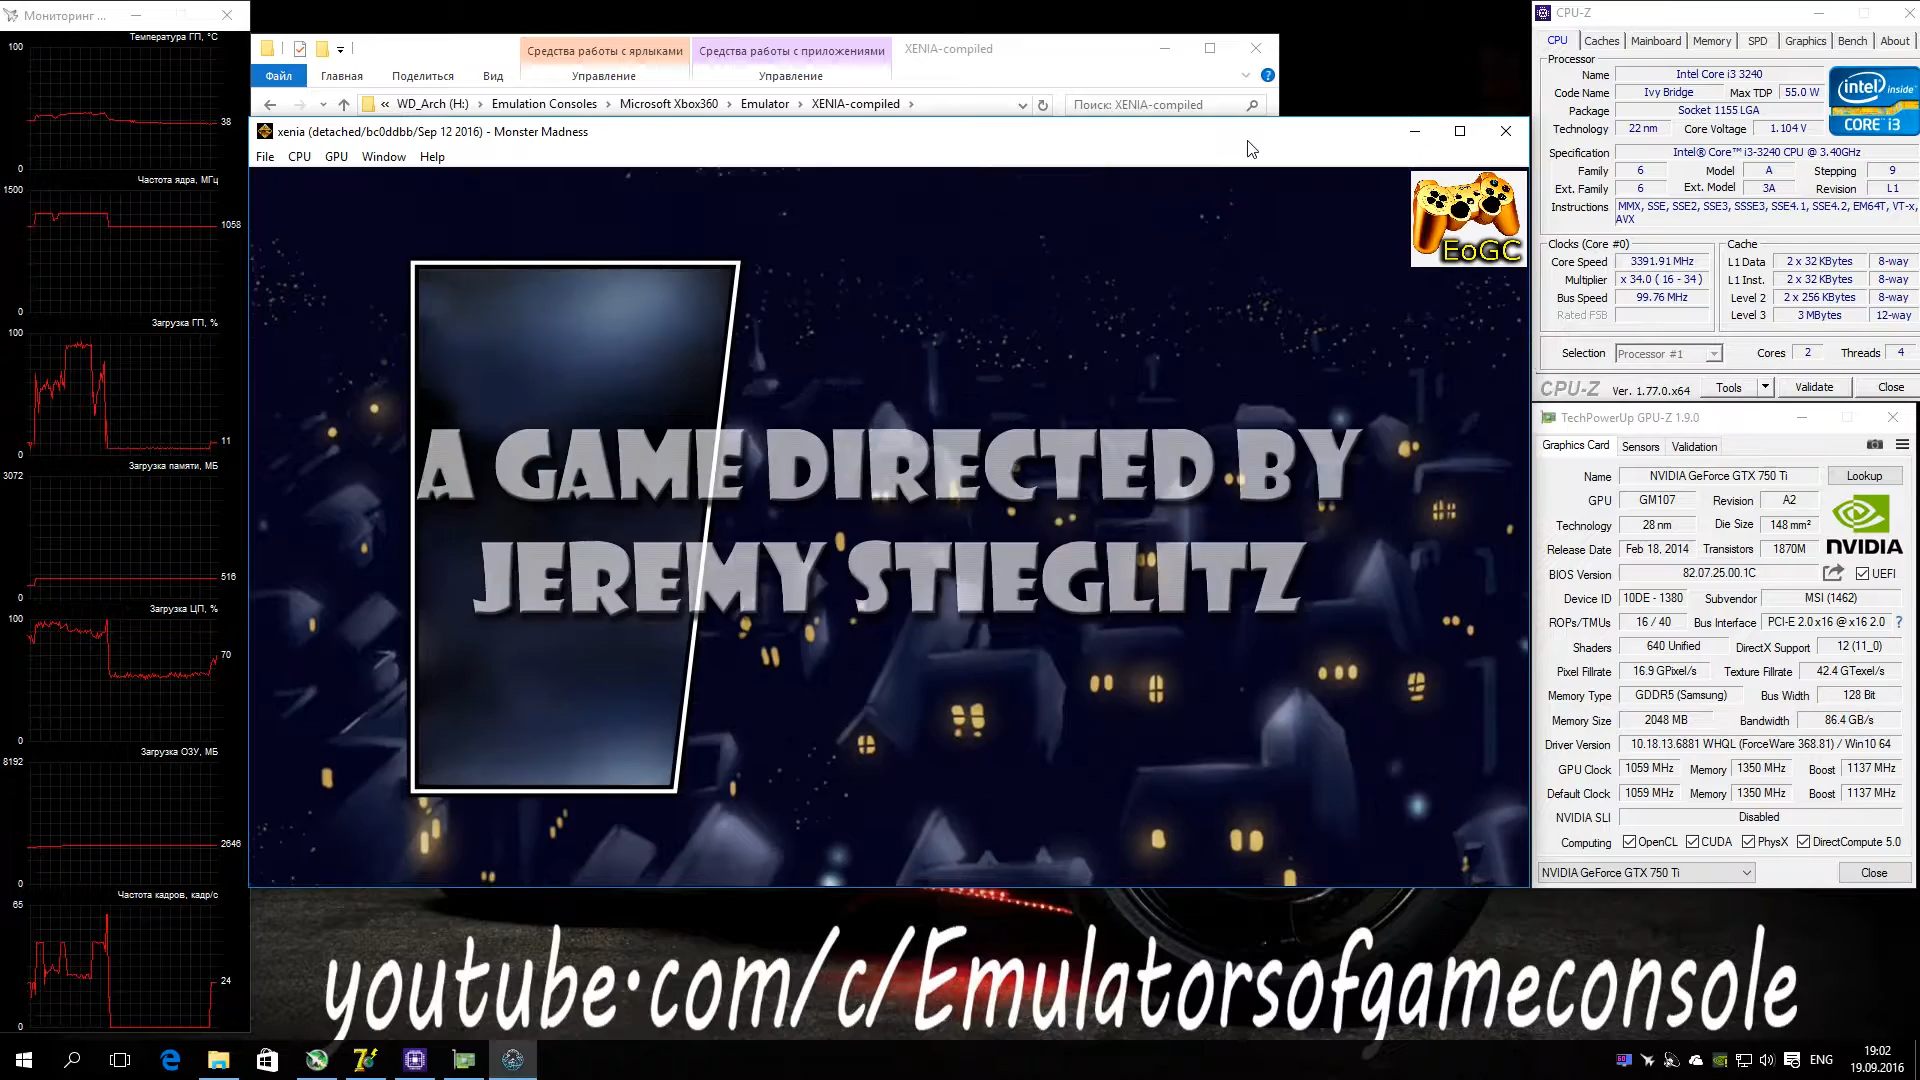 Мониторинг ...
Температура ГП, °C
100
38
0
Частота ядра, МГц
1500
1058
0
Загрузка ГП, %
100
11
0
Загрузка памяти, МБ
3072
516
0
Загрузка ЦП, %
100
70
0
Загрузка ОЗУ, МБ
8192
2646
0
Частота кадров, кадр/с
65
24
0
Средства работы с ярлыками
Средства работы с приложениями
XENIA-compiled
Файл
Главная
Поделиться
Вид
Управление
Управление
« WD_Arch (H:) › Emulation Consoles › Microsoft Xbox360 › Emulator › XENIA-compiled ›
Поиск: XENIA-compiled
xenia (detached/bc0ddbb/Sep 12 2016) - Monster Madness
File CPU GPU Window Help
EoGC
A GAME DIRECTED BY
JEREMY STIEGLITZ
CPU-Z
CPU Caches Mainboard Memory SPD Graphics Bench About
Processor
Name Intel Core i3 3240
Code Name Ivy Bridge Max TDP 55.0 W
Package Socket 1155 LGA
Technology 22 nm Core Voltage 1.104 V
intel inside™
CORE i3
Specification Intel® Core™ i3-3240 CPU @ 3.40GHz
Family 6 Model A Stepping 9
Ext. Family 6 Ext. Model 3A Revision L1
Instructions MMX, SSE, SSE2, SSE3, SSSE3, SSE4.1, SSE4.2, EM64T, VT-x,
AVX
Clocks (Core #0)
Core Speed 3391.91 MHz
Multiplier x 34.0 ( 16 - 34 )
Bus Speed 99.76 MHz
Rated FSB
Cache
L1 Data 2 x 32 KBytes 8-way
L1 Inst. 2 x 32 KBytes 8-way
Level 2 2 x 256 KBytes 8-way
Level 3 3 MBytes 12-way
Selection Processor #1 Cores 2 Threads 4
CPU-Z Ver. 1.77.0.x64 Tools Validate Close
TechPowerUp GPU-Z 1.9.0
Graphics Card Sensors Validation
Name NVIDIA GeForce GTX 750 Ti Lookup
GPU GM107 Revision A2
Technology 28 nm Die Size 148 mm²
Release Date Feb 18, 2014 Transistors 1870M
NVIDIA
BIOS Version 82.07.25.00.1C UEFI
Device ID 10DE - 1380 Subvendor MSI (1462)
ROPs/TMUs 16 / 40 Bus Interface PCI-E 2.0 x16 @ x16 2.0 ?
Shaders 640 Unified DirectX Support 12 (11_0)
Pixel Fillrate 16.9 GPixel/s Texture Fillrate 42.4 GTexel/s
Memory Type GDDR5 (Samsung) Bus Width 128 Bit
Memory Size 2048 MB Bandwidth 86.4 GB/s
Driver Version 10.18.13.6881 WHQL (ForceWare 368.81) / Win10 64
GPU Clock 1059 MHz Memory 1350 MHz Boost 1137 MHz
Default Clock 1059 MHz Memory 1350 MHz Boost 1137 MHz
NVIDIA SLI Disabled
Computing OpenCL CUDA PhysX DirectCompute 5.0
NVIDIA GeForce GTX 750 Ti Close
youtube.com/c/Emulatorsofgameconsole
ENG
19:02
19.09.2016